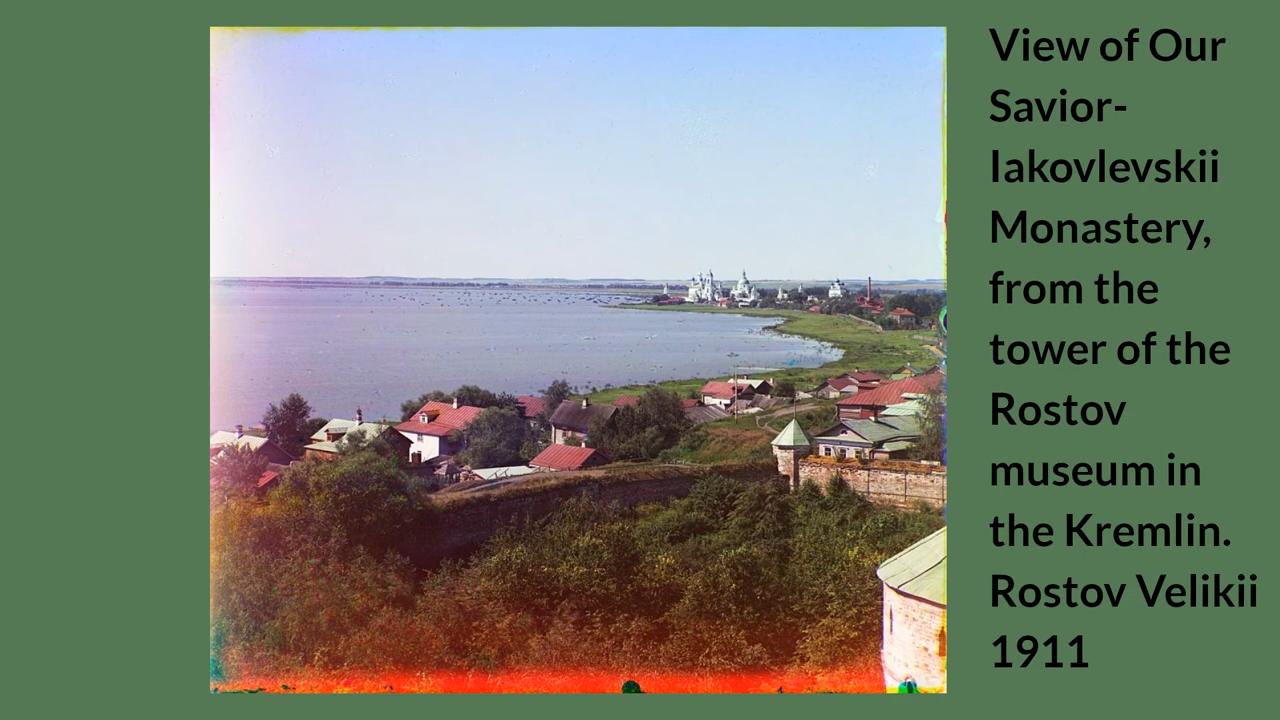 View of Our
Savior-
Iakovlevskii
Monastery,
from the
tower of the
Rostov
museum in
the Kremlin.
Rostov Velikii
1911